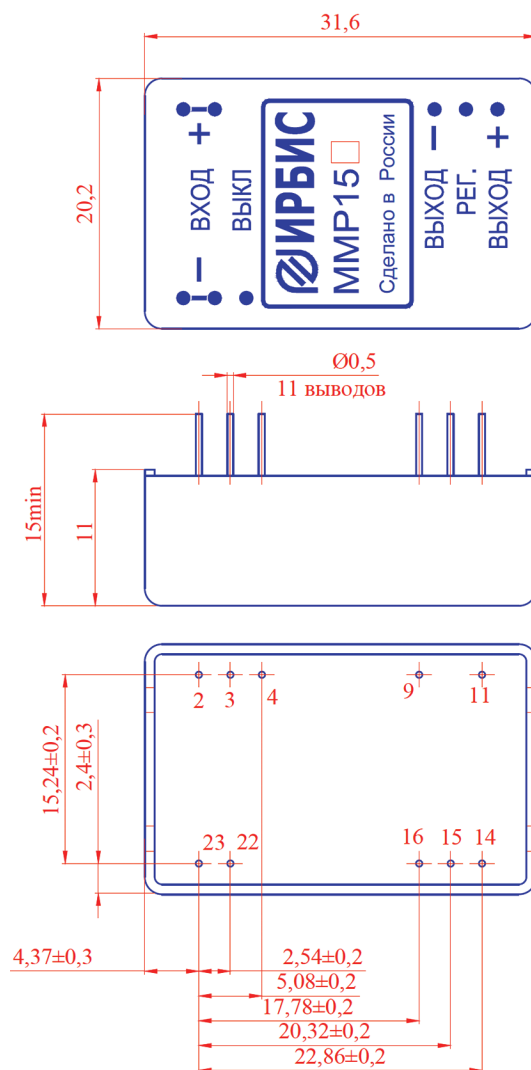 31,6
20,2
+
ВХОД
−
ВЫКЛ
ИРБИС
ММР15
Сделано в России
−
ВЫХОД
РЕГ.
+
ВЫХОД
Ø0,5
11 выводов
15min
11
2
3
4
9
11
15,24±0,2
2,4±0,3
23
22
16
15
14
4,37±0,3
2,54±0,2
5,08±0,2
17,78±0,2
20,32±0,2
22,86±0,2